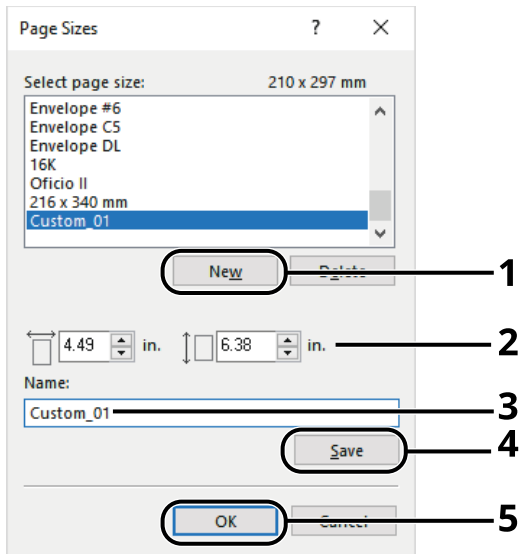 Page Sizes ? ×
Select page size: 210 x 297 mm
Envelope #6
Envelope C5
Envelope DL
16K
Oficio II
216 x 340 mm
Custom_01
New Delete 1
4.49 in. 6.38 in. 2
Name:
Custom_01 3
Save 4
OK Cancel 5